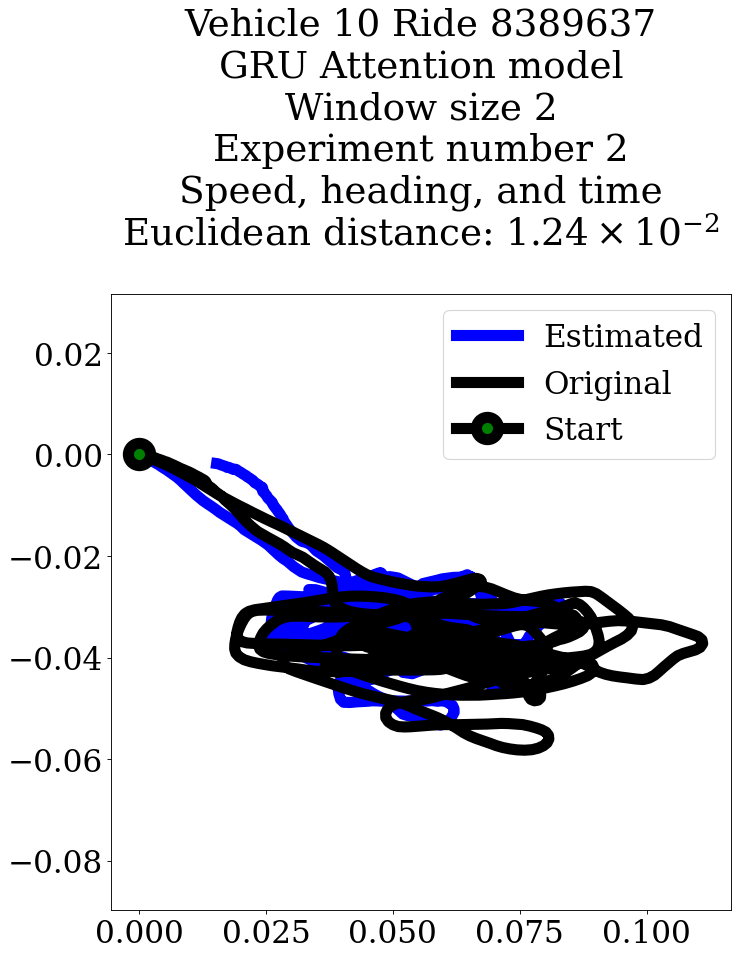 Vehicle 10 Ride 8389637
GRU Attention model
Window size 2
Experiment number 2
Speed, heading, and time
Euclidean distance: 1.24 × 10⁻²
Estimated
Original
Start
0.02
0.00
−0.02
−0.04
−0.06
−0.08
0.000 0.025 0.050 0.075 0.100